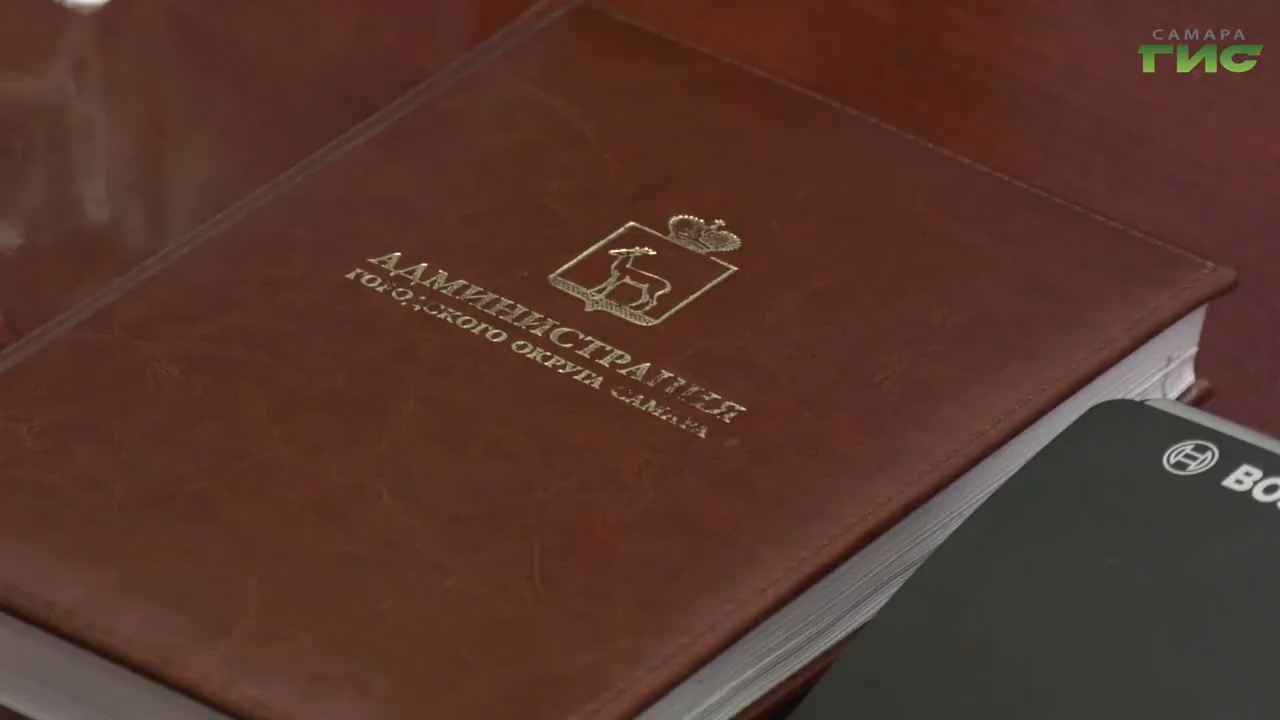 САМАРА
ГИС
АДМИНИСТРАЦИЯ
ГОРОДСКОГО ОКРУГА САМАРА